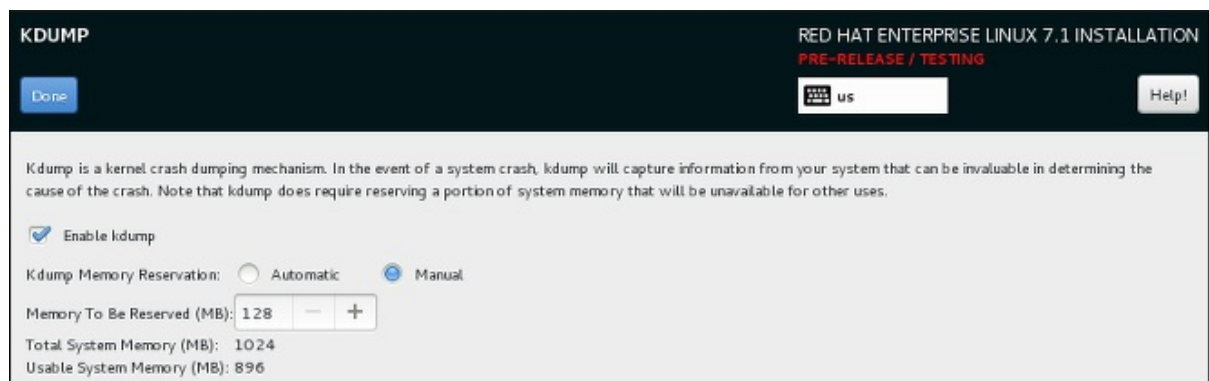 KDUMP
RED HAT ENTERPRISE LINUX 7.1 INSTALLATION
PRE-RELEASE / TESTING
Done
us
Help!
Kdump is a kernel crash dumping mechanism. In the event of a system crash, kdump will capture information from your system that can be invaluable in determining the
cause of the crash. Note that kdump does require reserving a portion of system memory that will be unavailable for other uses.
Enable kdump
Kdump Memory Reservation: Automatic Manual
Memory To Be Reserved (MB): 128 − +
Total System Memory (MB): 1024
Usable System Memory (MB): 896